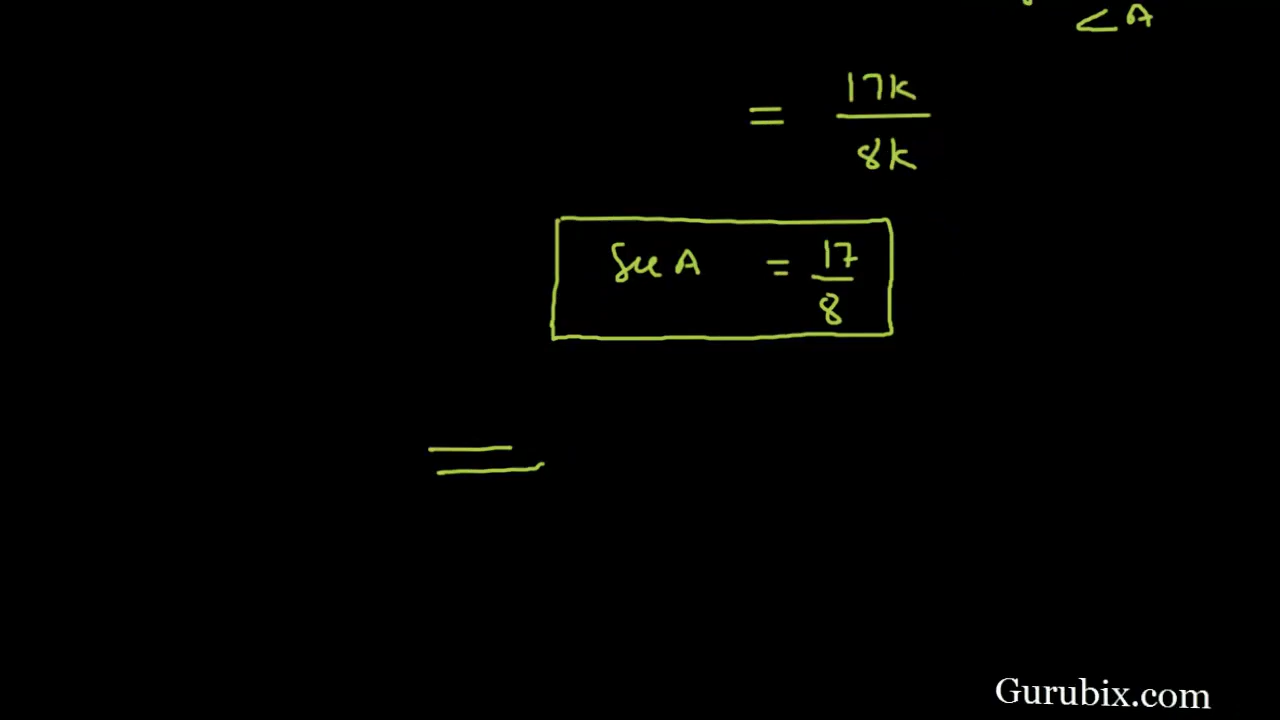 <A
= 17k
8k
Sec A = 17
8
Gurubix.com